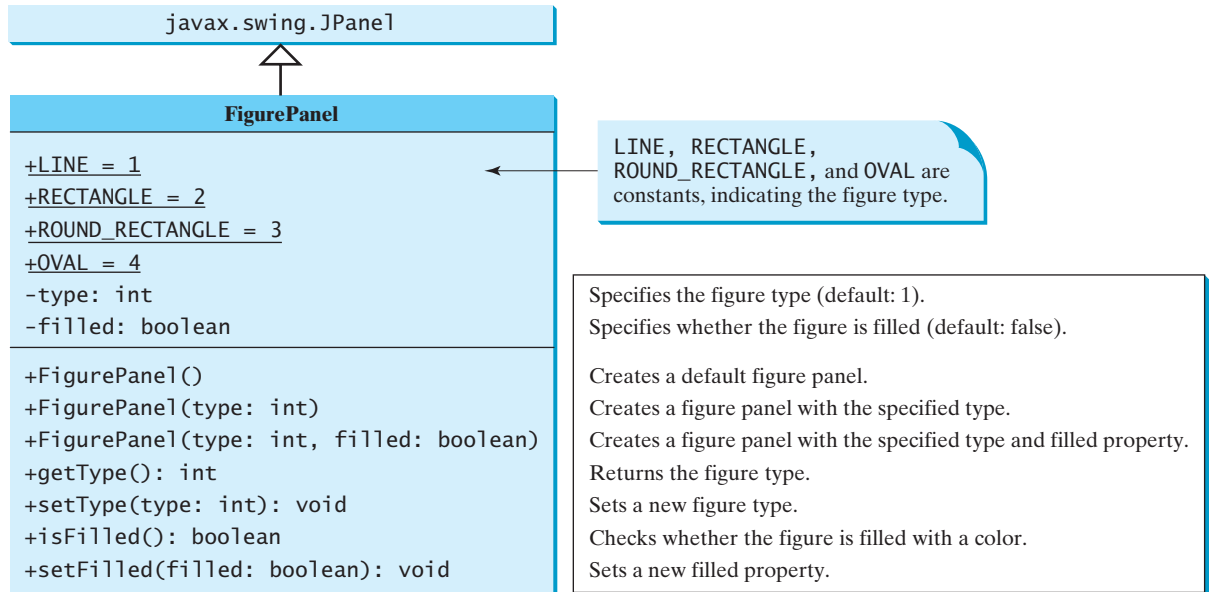 javax.swing.JPanel
FigurePanel
+LINE = 1
+RECTANGLE = 2
+ROUND_RECTANGLE = 3
+OVAL = 4
-type: int
-filled: boolean
LINE, RECTANGLE,
ROUND_RECTANGLE, and OVAL are
constants, indicating the figure type.
Specifies the figure type (default: 1).
Specifies whether the figure is filled (default: false).
+FigurePanel()
+FigurePanel(type: int)
+FigurePanel(type: int, filled: boolean)
+getType(): int
+setType(type: int): void
+isFilled(): boolean
+setFilled(filled: boolean): void
Creates a default figure panel.
Creates a figure panel with the specified type.
Creates a figure panel with the specified type and filled property.
Returns the figure type.
Sets a new figure type.
Checks whether the figure is filled with a color.
Sets a new filled property.